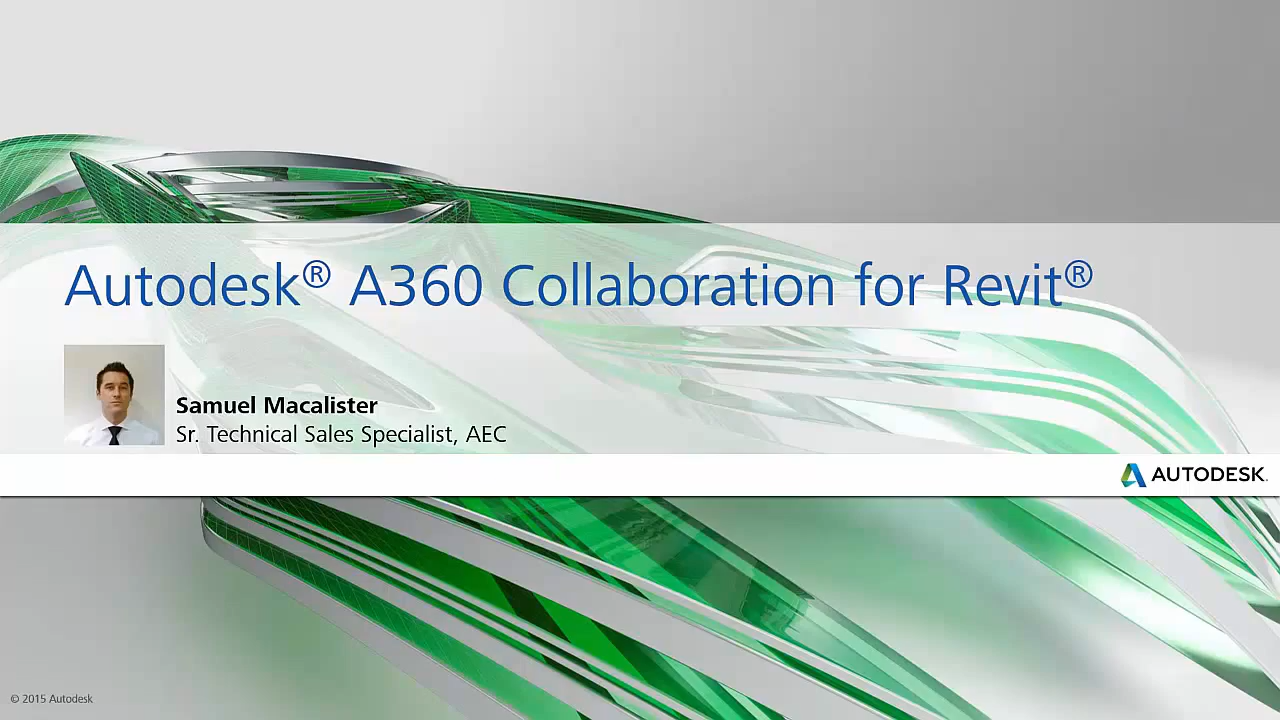 Autodesk® A360 Collaboration for Revit®
Samuel Macalister
Sr. Technical Sales Specialist, AEC
AUTODESK.
© 2015 Autodesk